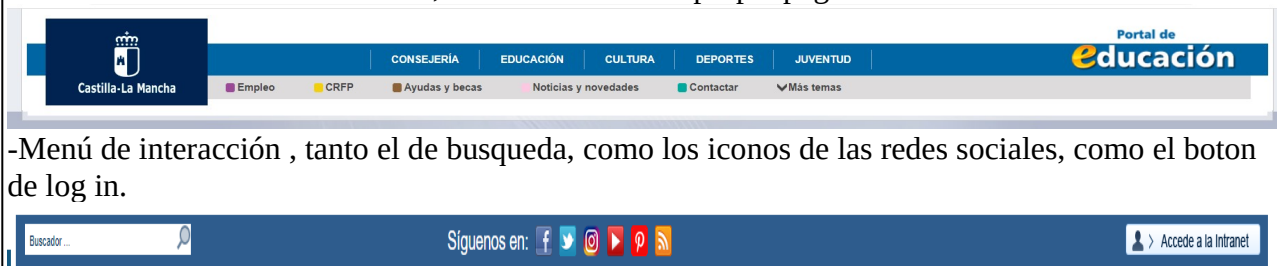 Portal de
educación
CONSEJERÍA EDUCACIÓN CULTURA DEPORTES JUVENTUD
Castilla-La Mancha Empleo CRFP Ayudas y becas Noticias y novedades Contactar Más temas
-Menú de interacción , tanto el de busqueda, como los iconos de las redes sociales, como el boton
de log in.
Buscador ... Síguenos en: Accede a la Intranet